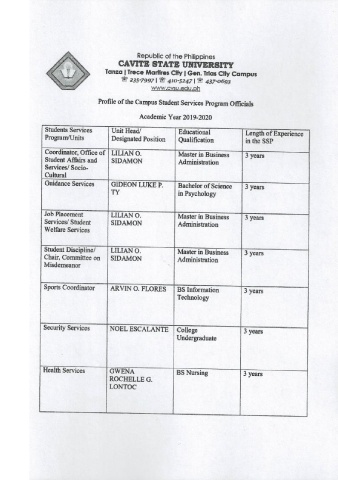 Republic of the Philippines
CAVITE STATE UNIVERSITY
Tanza | Trece Martires City | Gen. Trias City Campus
☏ 235-7997 | ☏ 410-5247 | ☏ 437-0693
www.cvsu.edu.ph
Profile of the Campus Student Services Program Officials
Academic Year 2019-2020
Students Services Program/Units | Unit Head/ Designated Position | Educational Qualification | Length of Experience in the SSP
Coordinator, Office of Student Affairs and Services/ Socio-Cultural | LILIAN O. SIDAMON | Master in Business Administration | 3 years
Guidance Services | GIDEON LUKE P. TY | Bachelor of Science in Psychology | 3 years
Job Placement Services/ Student Welfare Services | LILIAN O. SIDAMON | Master in Business Administration | 3 years
Student Discipline/ Chair, Committee on Misdemeanor | LILIAN O. SIDAMON | Master in Business Administration | 3 years
Sports Coordinator | ARVIN O. FLORES | BS Information Technology | 3 years
Security Services | NOEL ESCALANTE | College Undergraduate | 3 years
Health Services | GWENA ROCHELLE G. LONTOC | BS Nursing | 3 years